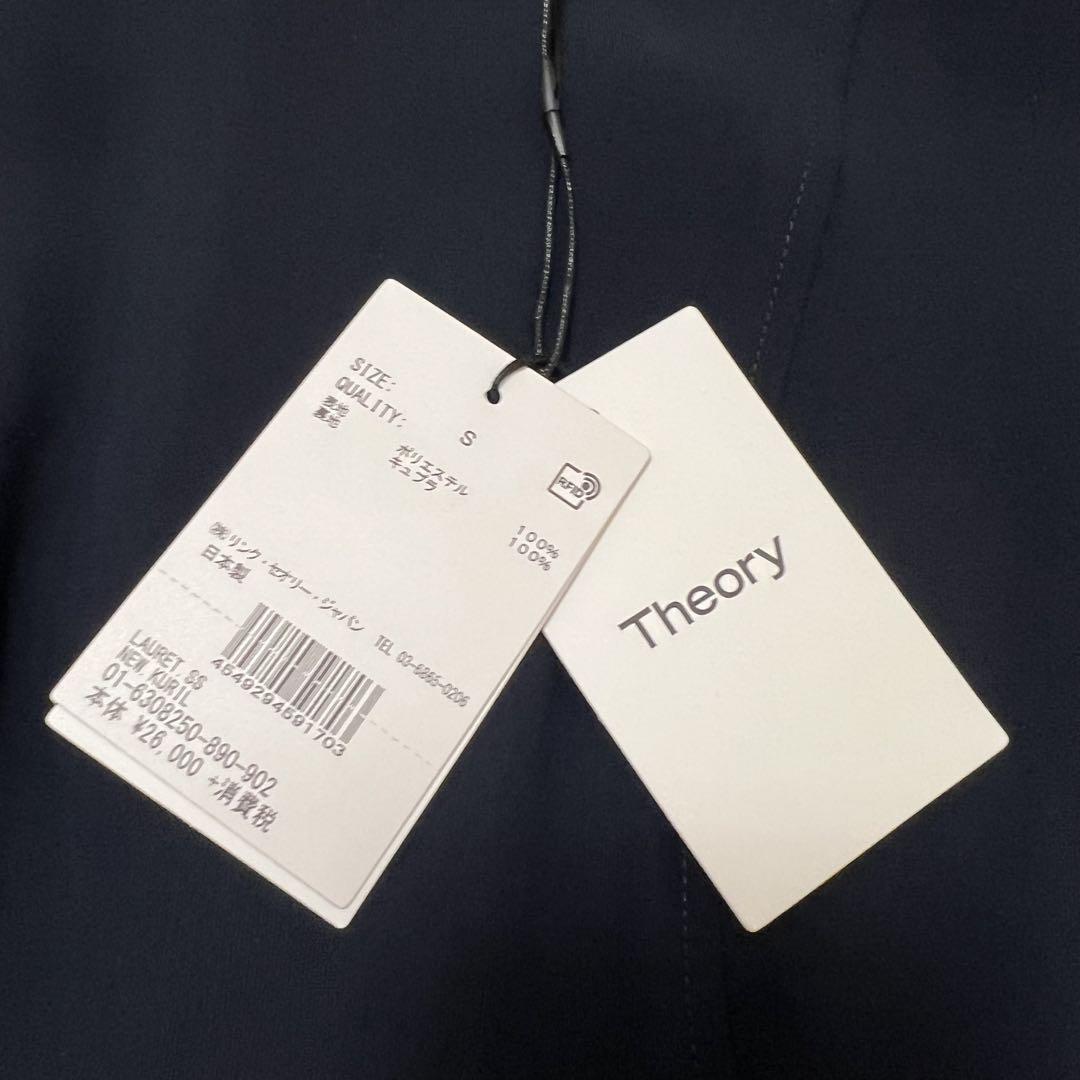 SIZE:
S
QUALITY:
表地 ポリエステル 100%
裏地 キュプラ 100%
RFID
㈱リンク・セオリー・ジャパン TEL 03-6865-0206
日本製
4549294591703
LAURET SS
NEW KURIL
01-6308250-890-902
本体 ¥26,000 +消費税
Theory